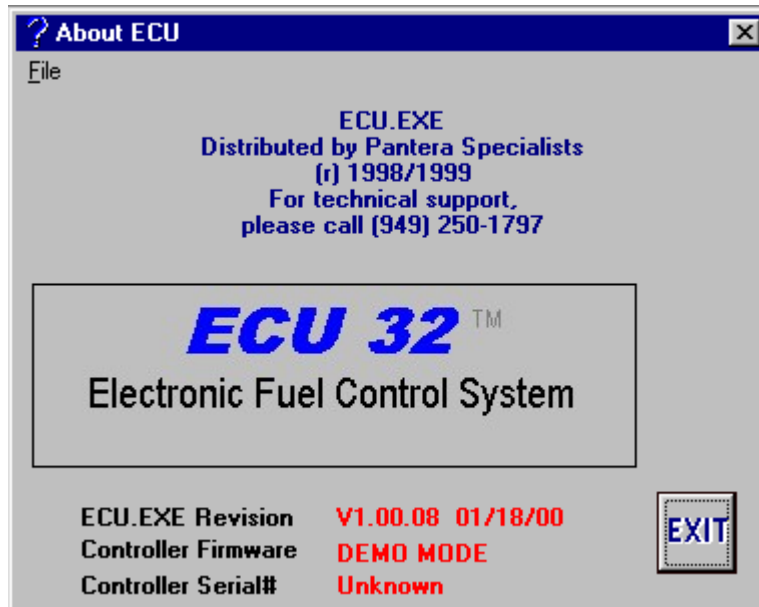 About ECU
File
ECU.EXE
Distributed by Pantera Specialists
(r) 1998/1999
For technical support,
please call (949) 250-1797
ECU 32 TM
Electronic Fuel Control System
ECU.EXE Revision V1.00.08 01/18/00
Controller Firmware DEMO MODE
Controller Serial# Unknown
EXIT